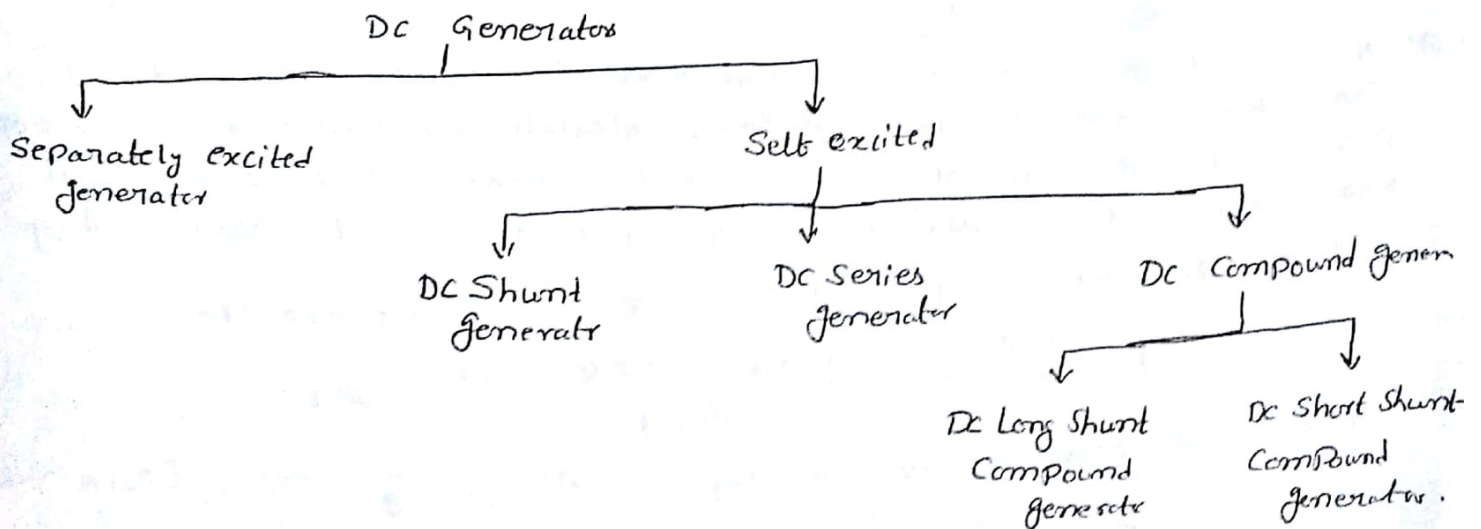 DC Generators
Separately excited
generator
Self excited
DC Shunt
generatr
DC Series
generator
DC Compound gener
DC Long Shunt
Compound
generatr
DC Short Shunt
Compound
generator.